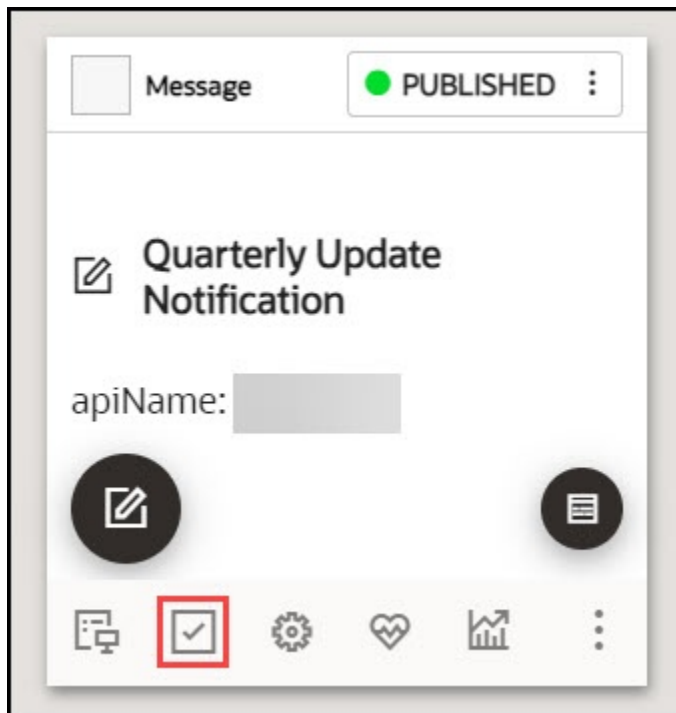 Message
PUBLISHED
Quarterly Update
Notification
apiName: